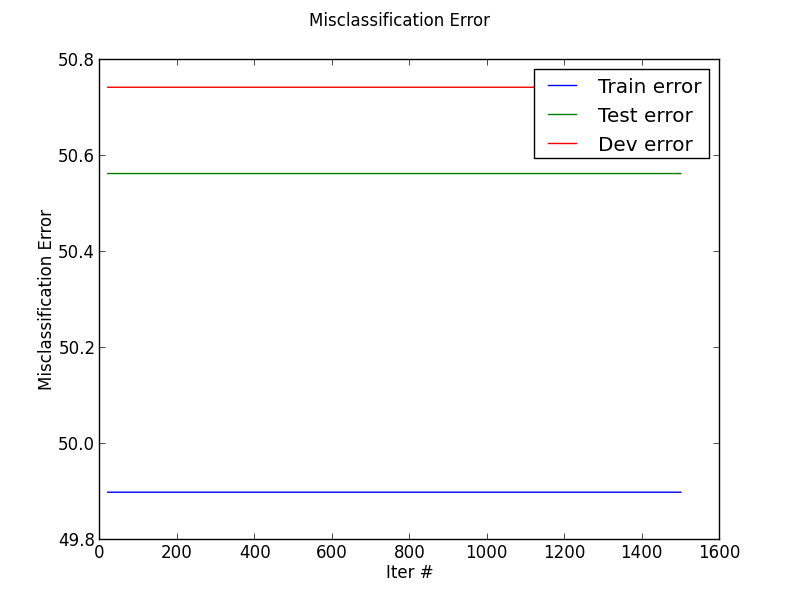 Misclassification Error
50.8
50.6
50.4
50.2
50.0
49.8
Misclassification Error
Train error
Test error
Dev error
0 200 400 600 800 1000 1200 1400 1600
Iter #